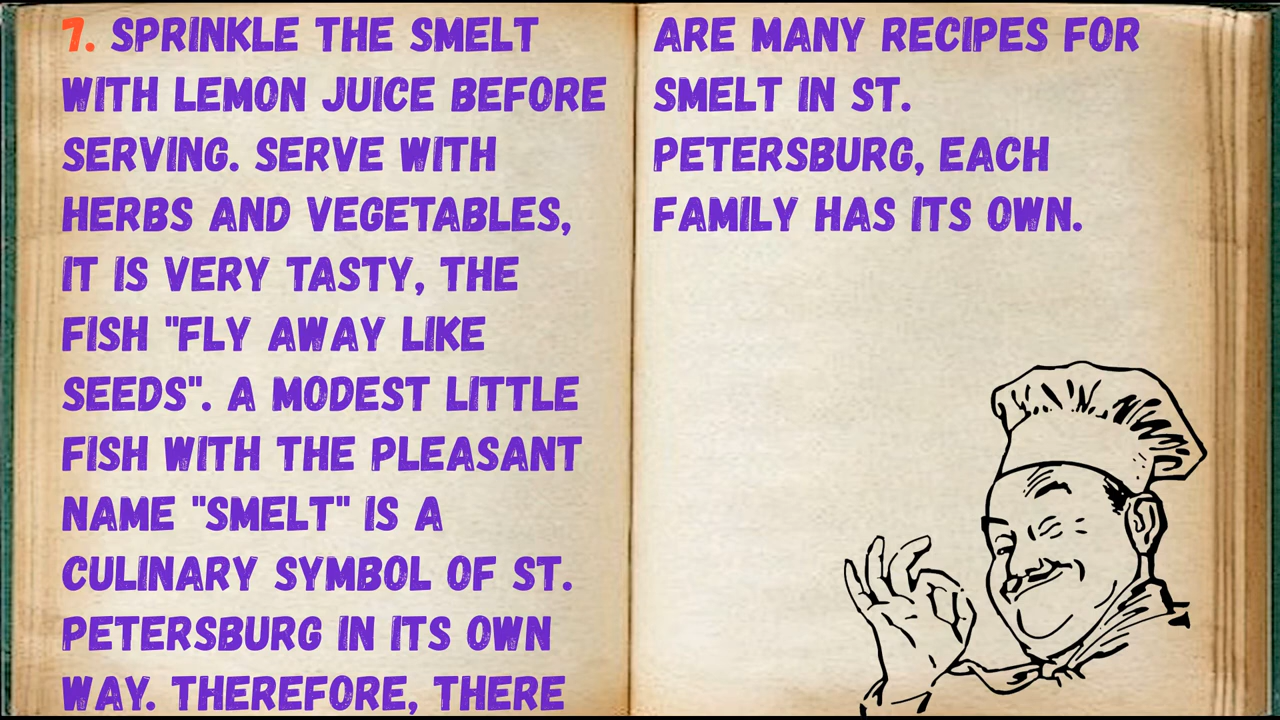 7. SPRINKLE THE SMELT
WITH LEMON JUICE BEFORE
SERVING. SERVE WITH
HERBS AND VEGETABLES,
IT IS VERY TASTY, THE
FISH "FLY AWAY LIKE
SEEDS". A MODEST LITTLE
FISH WITH THE PLEASANT
NAME "SMELT" IS A
CULINARY SYMBOL OF ST.
PETERSBURG IN ITS OWN
WAY. THEREFORE, THERE
ARE MANY RECIPES FOR
SMELT IN ST.
PETERSBURG, EACH
FAMILY HAS ITS OWN.